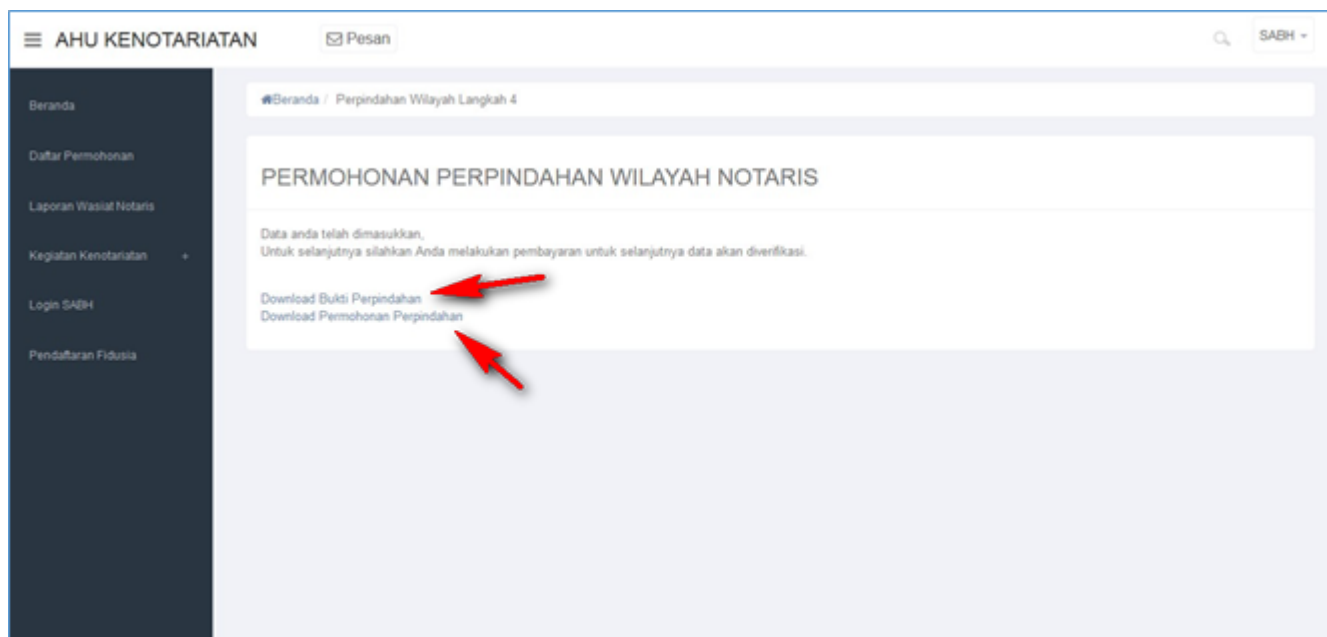 AHU KENOTARIATAN
Pesan
SABH
Beranda
Daftar Permohonan
Laporan Wasiat Notaris
Kegiatan Kenotariatan +
Login SABH
Pendaftaran Fidusia
Beranda / Perpindahan Wilayah Langkah 4
PERMOHONAN PERPINDAHAN WILAYAH NOTARIS
Data anda telah dimasukkan,
Untuk selanjutnya silahkan Anda melakukan pembayaran untuk selanjutnya data akan diverifikasi.
Download Bukti Perpindahan
Download Permohonan Perpindahan